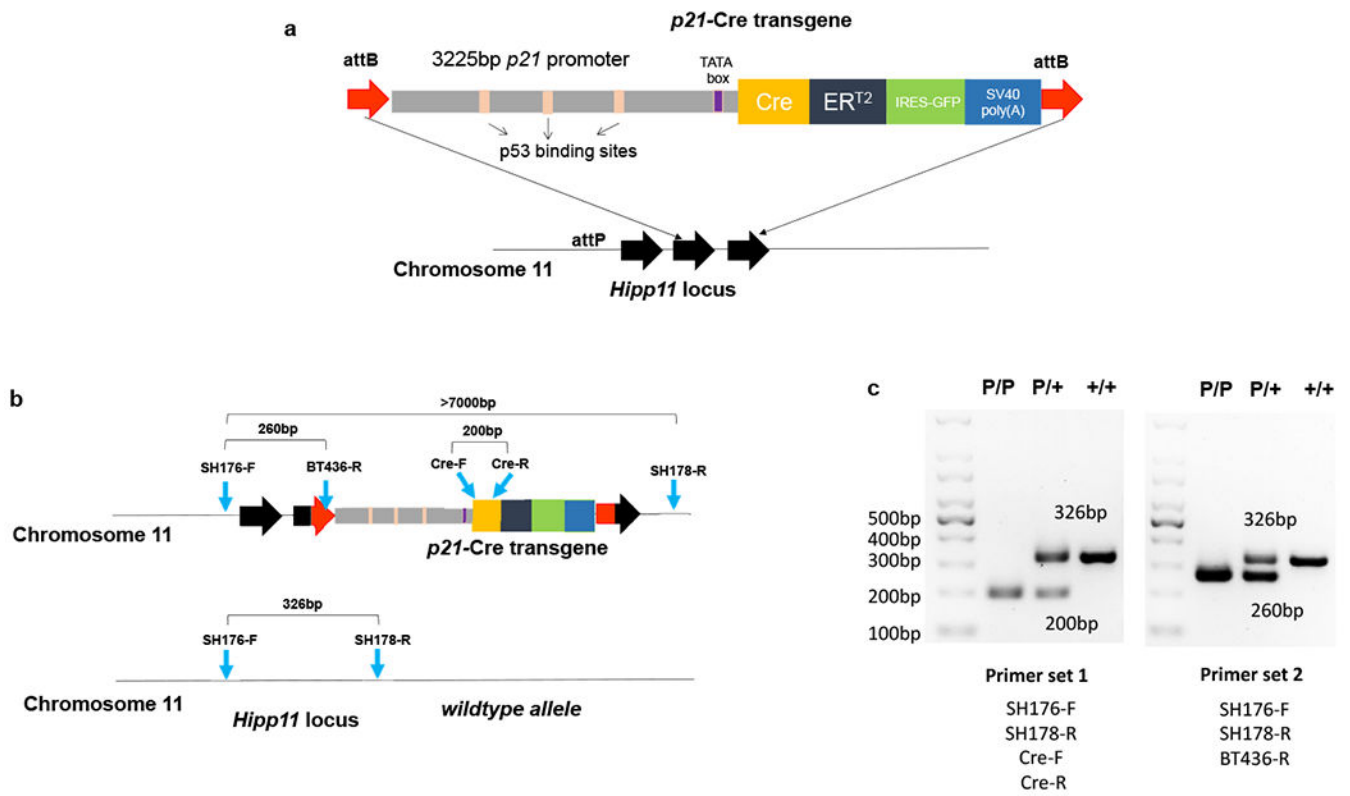 a
p21-Cre transgene
attB
3225bp p21 promoter
TATA
box
attB
Cre
ERT2
IRES-GFP
SV40
poly(A)
p53 binding sites
attP
Chromosome 11
Hipp11 locus
b
>7000bp
260bp
200bp
SH176-F
BT436-R
Cre-F
Cre-R
SH178-R
Chromosome 11
p21-Cre transgene
326bp
SH176-F
SH178-R
Chromosome 11
Hipp11 locus
wildtype allele
c
P/P P/+ +/+
500bp
400bp
300bp
200bp
100bp
326bp
200bp
Primer set 1
SH176-F
SH178-R
Cre-F
Cre-R
P/P P/+ +/+
326bp
260bp
Primer set 2
SH176-F
SH178-R
BT436-R